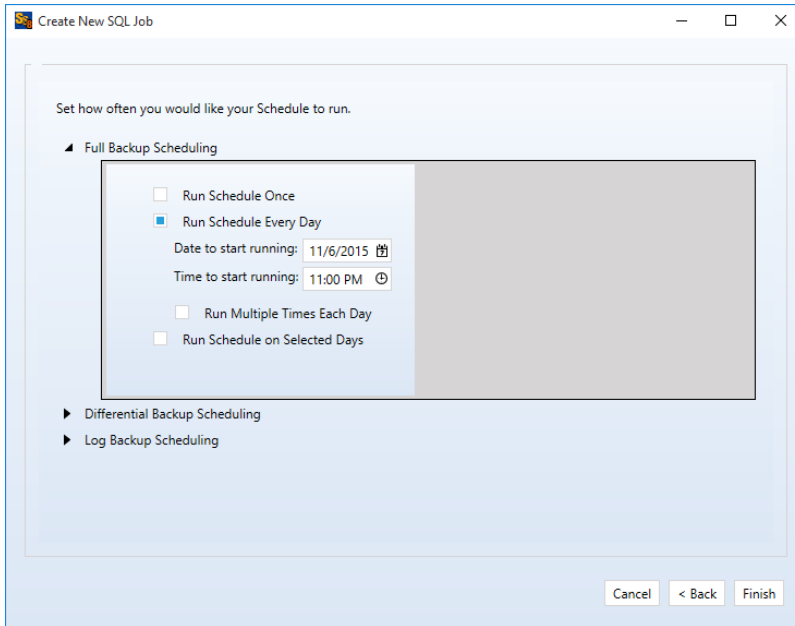 Create New SQL Job
Set how often you would like your Schedule to run.
Full Backup Scheduling
Run Schedule Once
Run Schedule Every Day
Date to start running: 11/6/2015
Time to start running: 11:00 PM
Run Multiple Times Each Day
Run Schedule on Selected Days
Differential Backup Scheduling
Log Backup Scheduling
Cancel < Back Finish